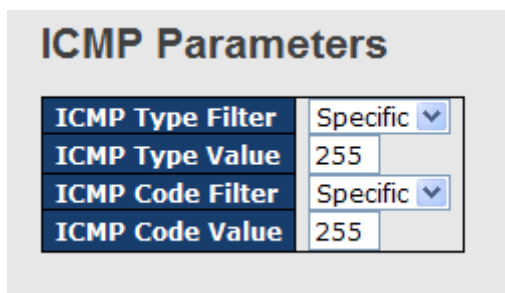 ICMP Parameters
ICMP Type Filter Specific
ICMP Type Value 255
ICMP Code Filter Specific
ICMP Code Value 255